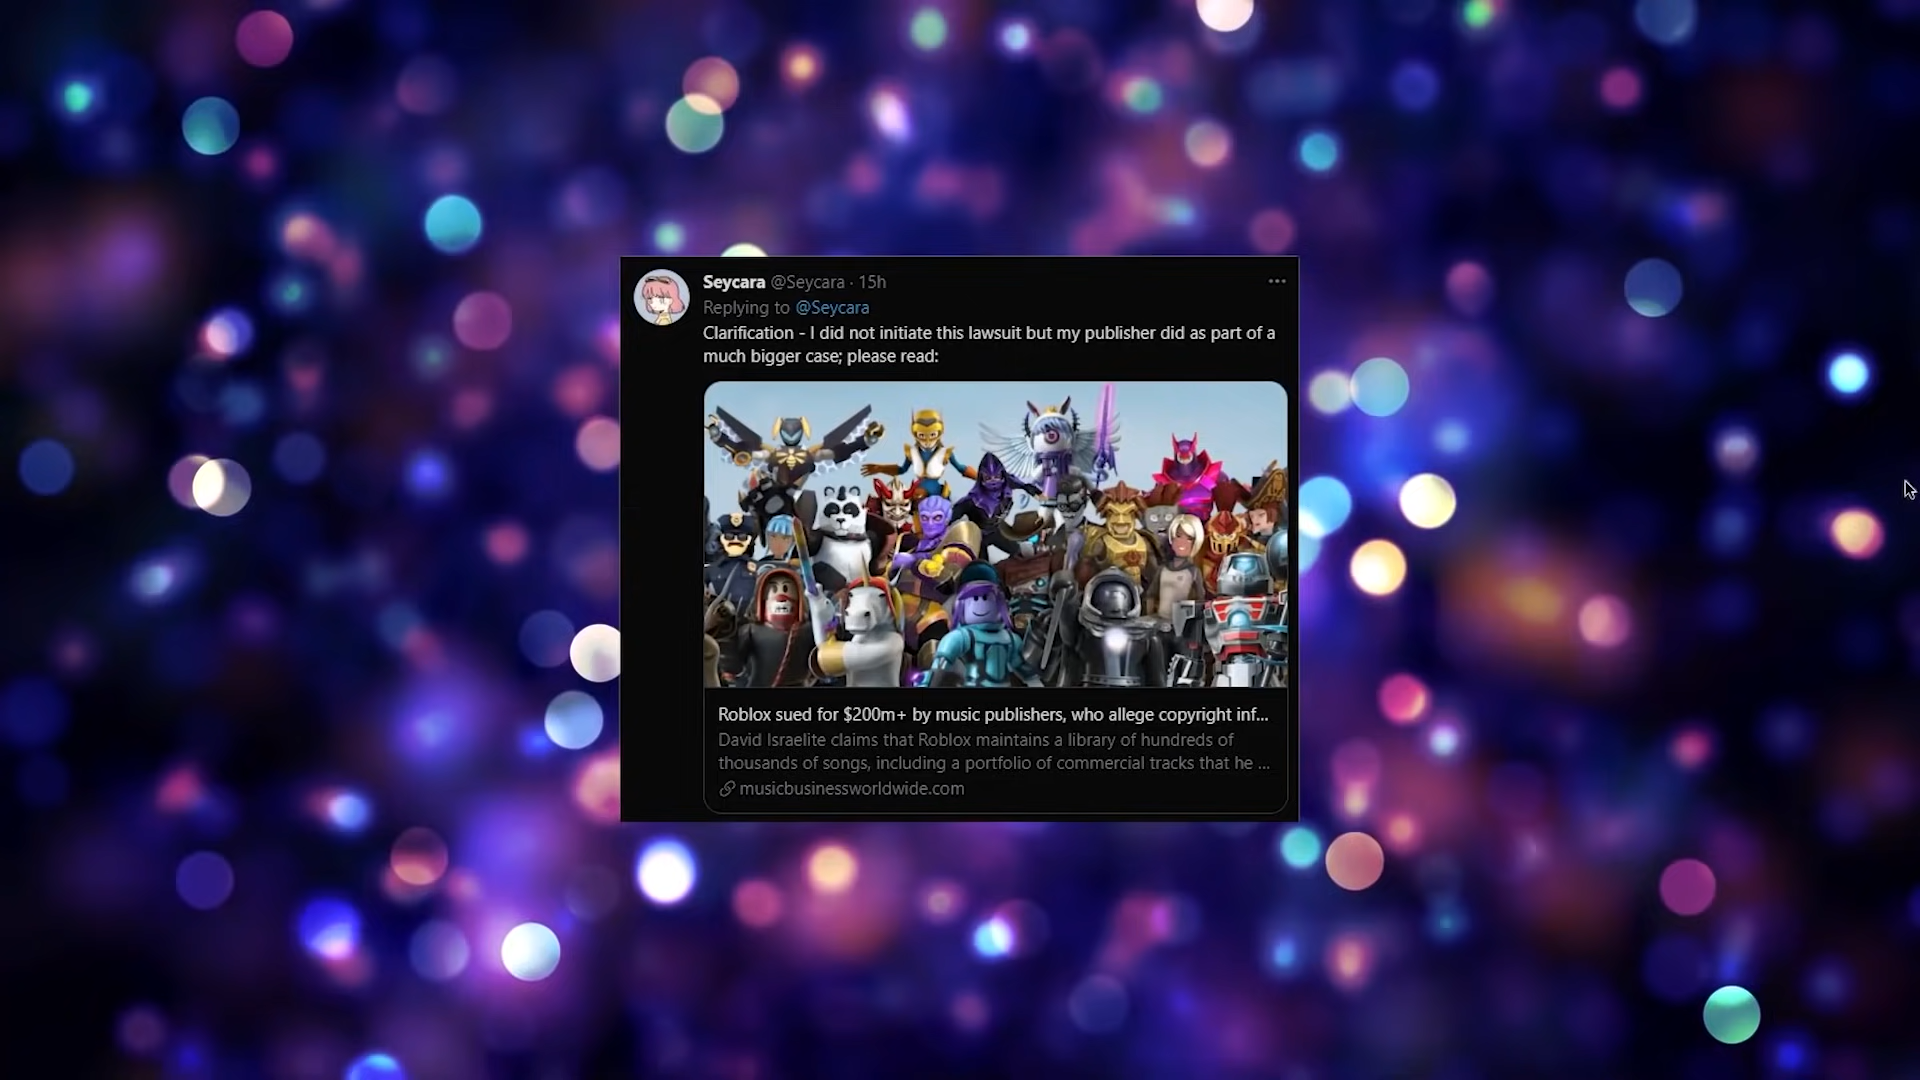 Seycara @Seycara · 15h
Replying to @Seycara
Clarification - I did not initiate this lawsuit but my publisher did as part of a
much bigger case; please read:
Roblox sued for $200m+ by music publishers, who allege copyright inf...
David Israelite claims that Roblox maintains a library of hundreds of
thousands of songs, including a portfolio of commercial tracks that he ...
musicbusinessworldwide.com